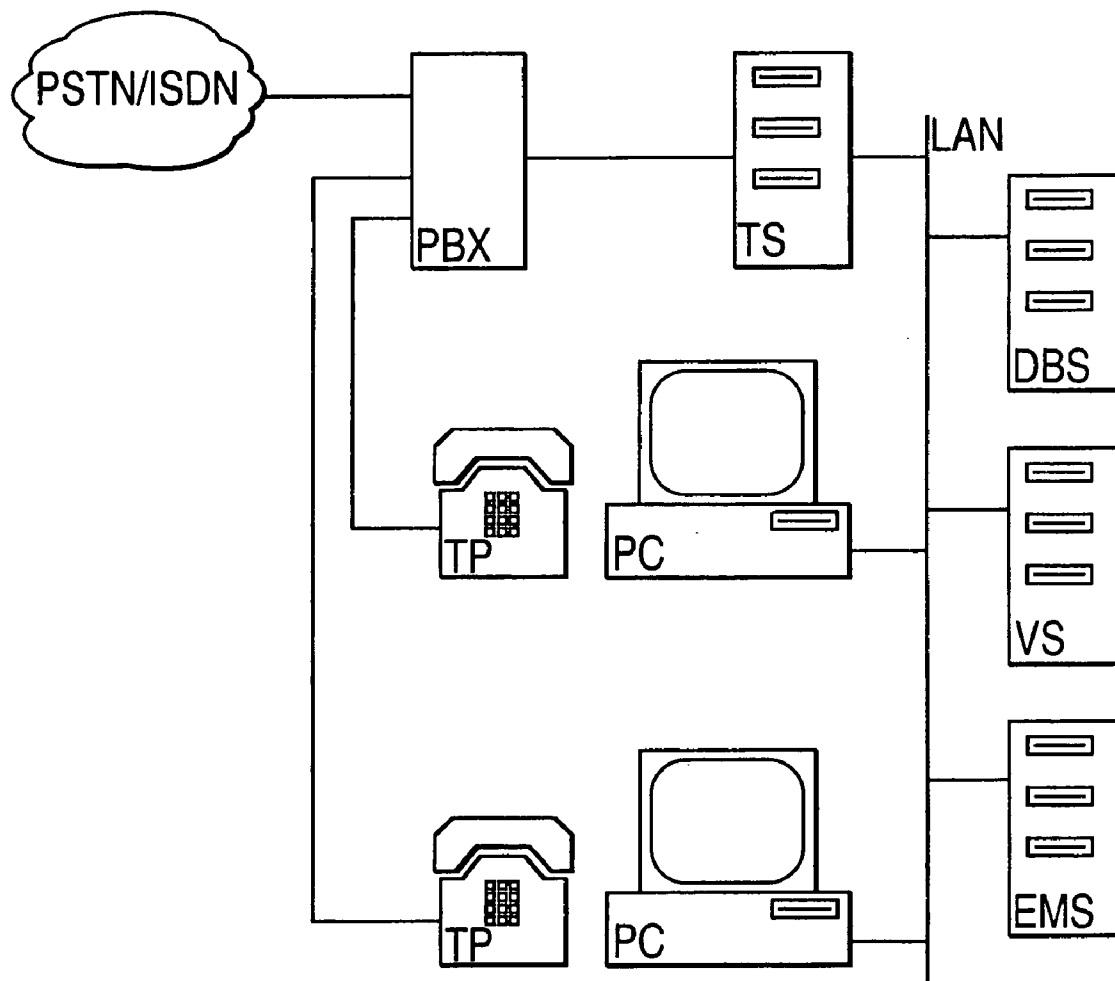 PSTN/ISDN
PBX
TS
LAN
DBS
TP
PC
VS
TP
PC
EMS